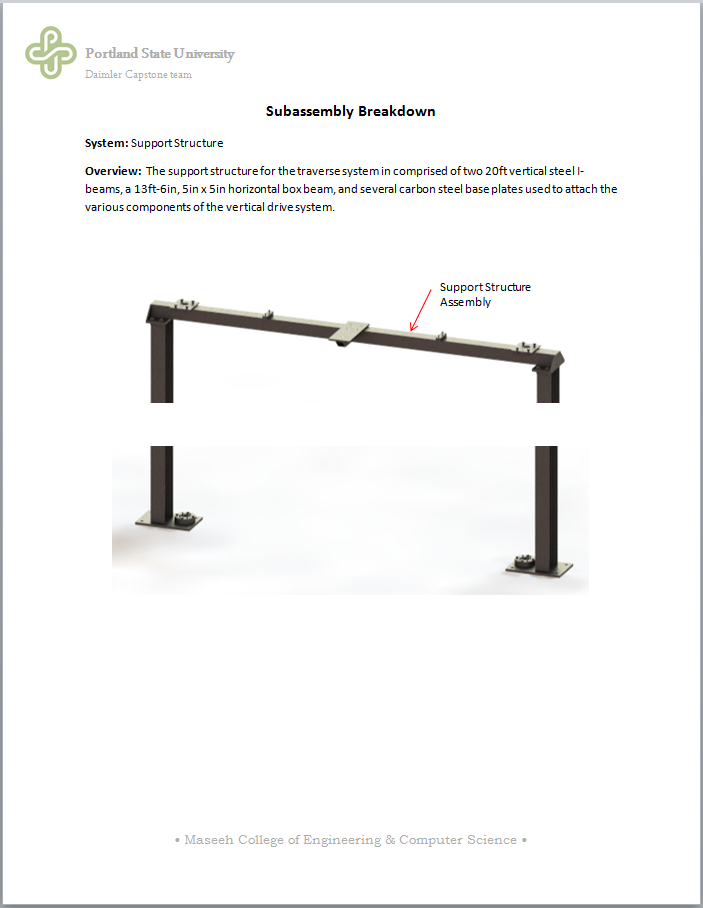 Portland State University
Daimler Capstone team
Subassembly Breakdown
System: Support Structure
Overview: The support structure for the traverse system in comprised of two 20ft vertical steel I-
beams, a 13ft-6in, 5in x 5in horizontal box beam, and several carbon steel base plates used to attach the
various components of the vertical drive system.
Support Structure
Assembly
• Maseeh College of Engineering & Computer Science •